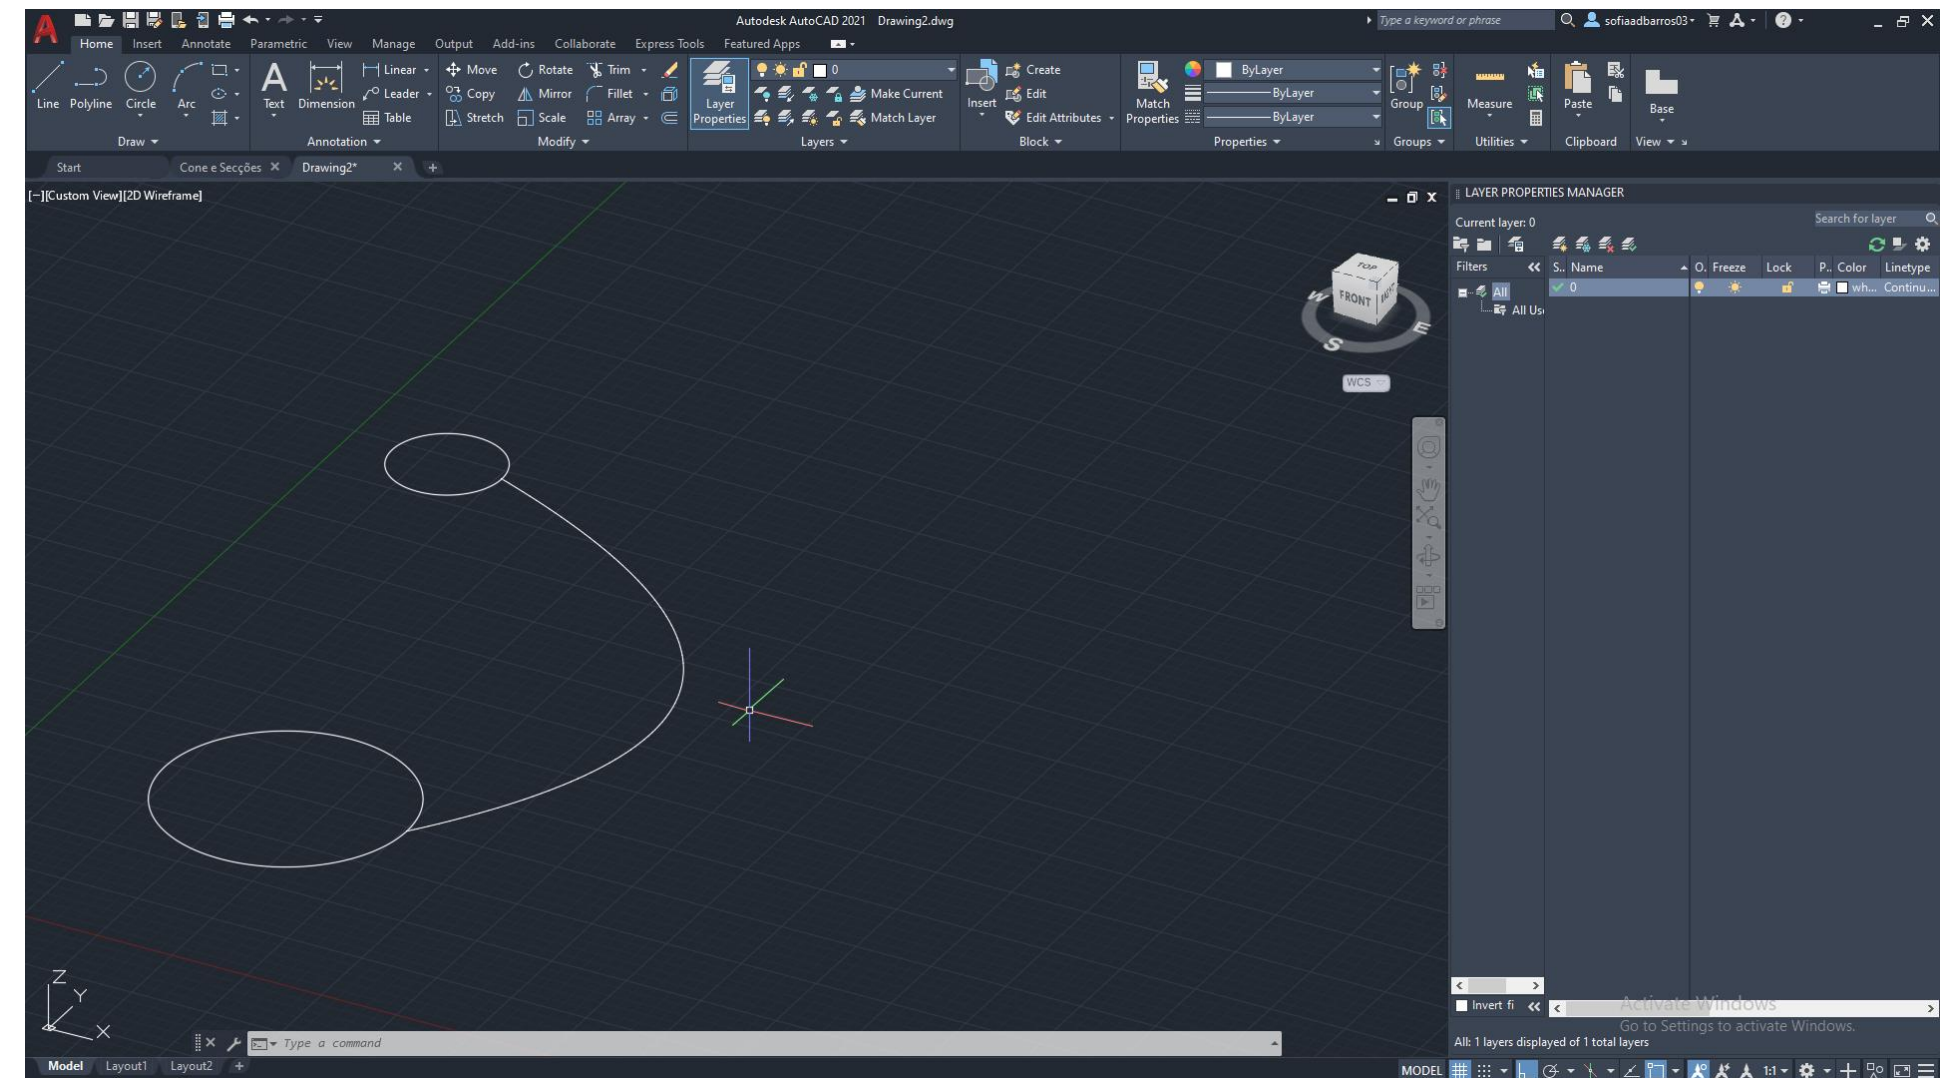 Autodesk AutoCAD 2021 Drawing2.dwg
Type a keyword or phrase
sofiaadbarros03
Home Insert Annotate Parametric View Manage Output Add-ins Collaborate Express Tools Featured Apps
Linear Move Rotate Trim 0 Create ByLayer
Leader Copy Mirror Fillet Make Current Edit ByLayer
Line Polyline Circle Arc Text Dimension Layer Properties Insert Match Properties Group Measure Paste Base
Table Stretch Scale Array Match Layer Edit Attributes ByLayer
Draw Annotation Modify Layers Block Properties Groups Utilities Clipboard View
Start Cone e Secções Drawing2*
[−][Custom View][2D Wireframe]
TOP
FRONT
W
E
S
WCS
LAYER PROPERTIES MANAGER
Current layer: 0
Search for layer
Filters S.. Name O. Freeze Lock P.. Color Linetype
All 0 wh... Continu...
All Us
Z
Y
X
Type a command
Invert fi
Activate Windows
Go to Settings to activate Windows.
All: 1 layers displayed of 1 total layers
Model Layout1 Layout2
MODEL 1:1